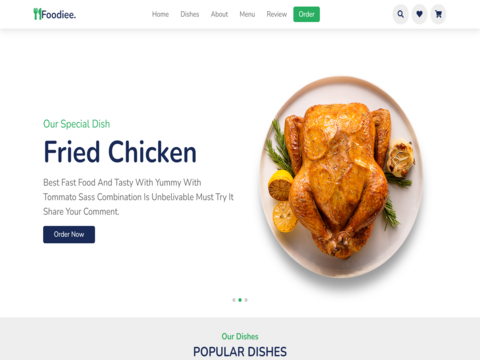 Foodiee.
Home Dishes About Menu Review Order
Our Special Dish
Fried Chicken
Best Fast Food And Tasty With Yummy With
Tommato Sass Combination Is Unbelivable Must Try It
Share Your Comment.
Order Now
Our Dishes
POPULAR DISHES